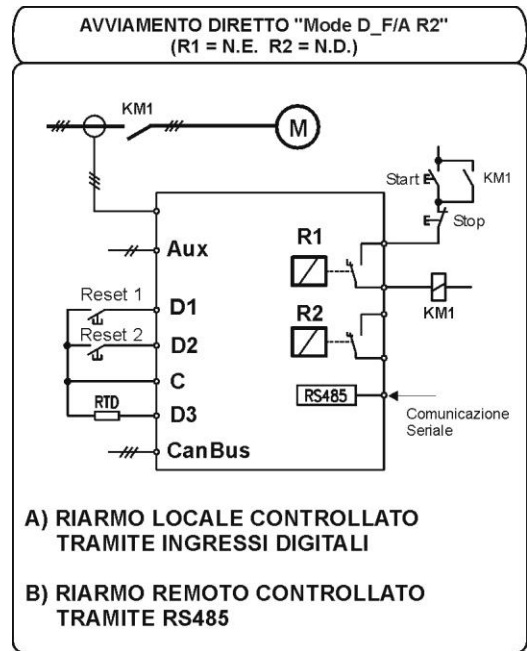 AVVIAMENTO DIRETTO "Mode D_F/A R2"
(R1 = N.E. R2 = N.D.)
KM1
M
Start
KM1
Stop
Aux
R1
KM1
Reset 1
D1
Reset 2
D2
R2
C
RTD
D3
RS485
Comunicazione
Seriale
CanBus
A) RIARMO LOCALE CONTROLLATO
TRAMITE INGRESSI DIGITALI
B) RIARMO REMOTO CONTROLLATO
TRAMITE RS485